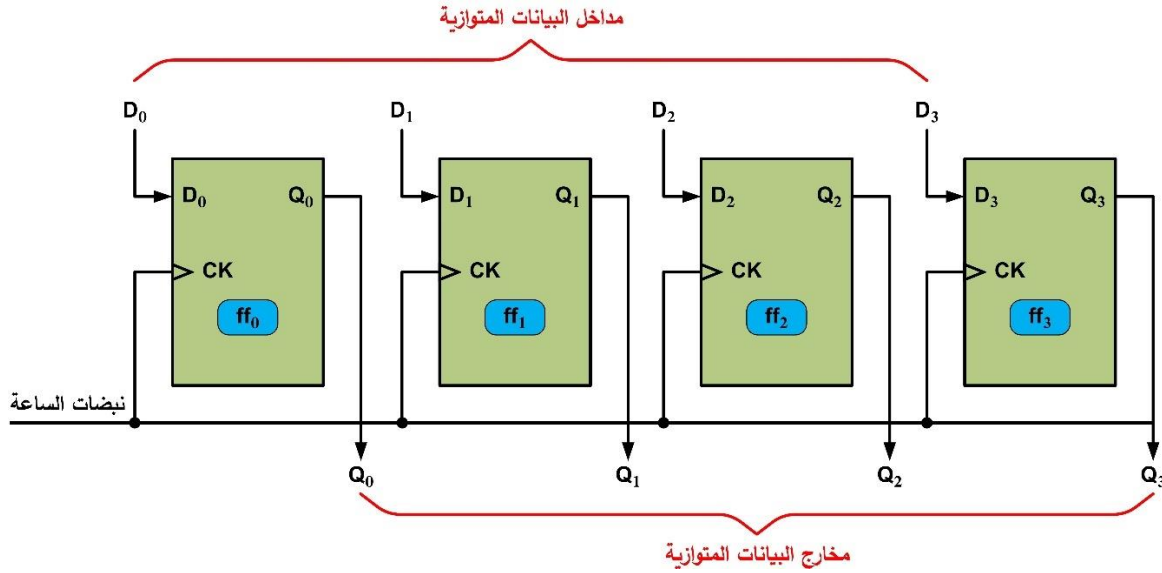 مداخل البيانات المتوازية
D₀ D₁ D₂ D₃
D₀ Q₀ D₁ Q₁ D₂ Q₂ D₃ Q₃
CK CK CK CK
ff₀ ff₁ ff₂ ff₃
نبضات الساعة
Q₀ Q₁ Q₂ Q₃
مخارج البيانات المتوازية